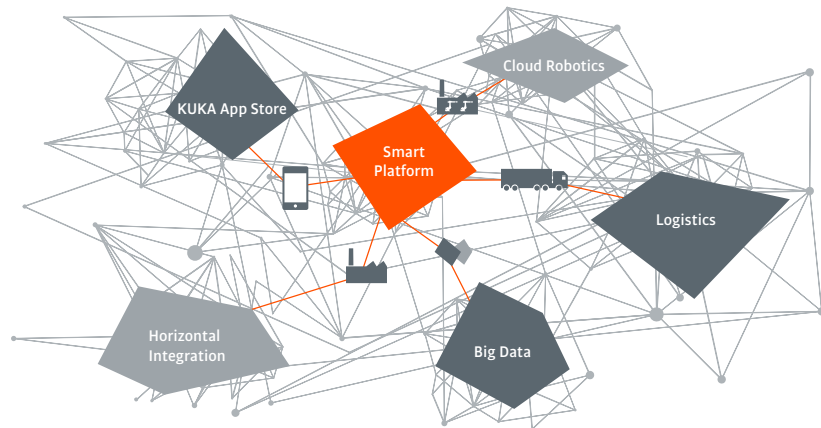 Cloud Robotics
KUKA App Store
Smart
Platform
Logistics
Horizontal
Integration
Big Data